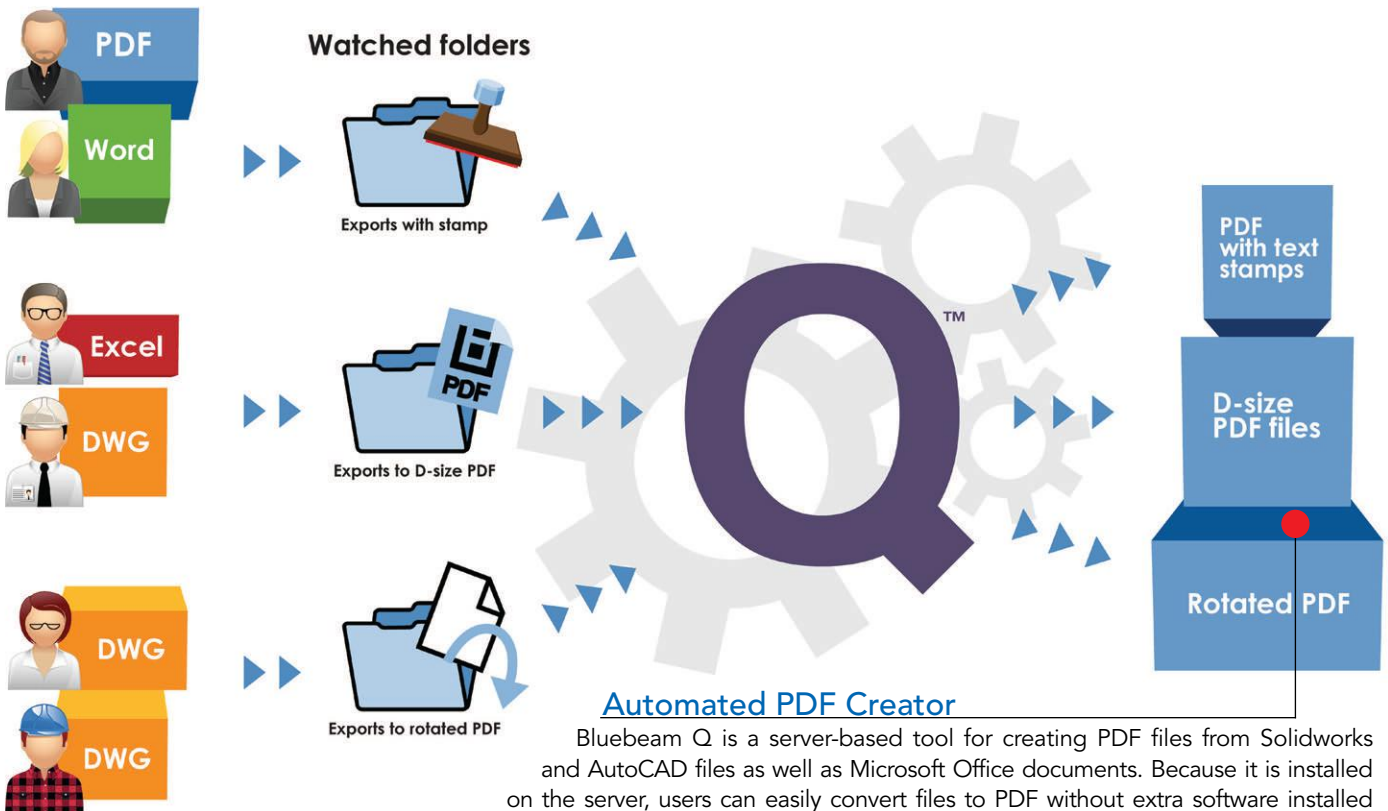 PDF
Word
Watched folders
Exports with stamp
Excel
DWG
PDF
Exports to D-size PDF
DWG
DWG
Exports to rotated PDF
Q™
PDF
with text
stamps
D-size
PDF files
Rotated PDF
Automated PDF Creator
Bluebeam Q is a server-based tool for creating PDF files from Solidworks
and AutoCAD files as well as Microsoft Office documents. Because it is installed
on the server, users can easily convert files to PDF without extra software installed